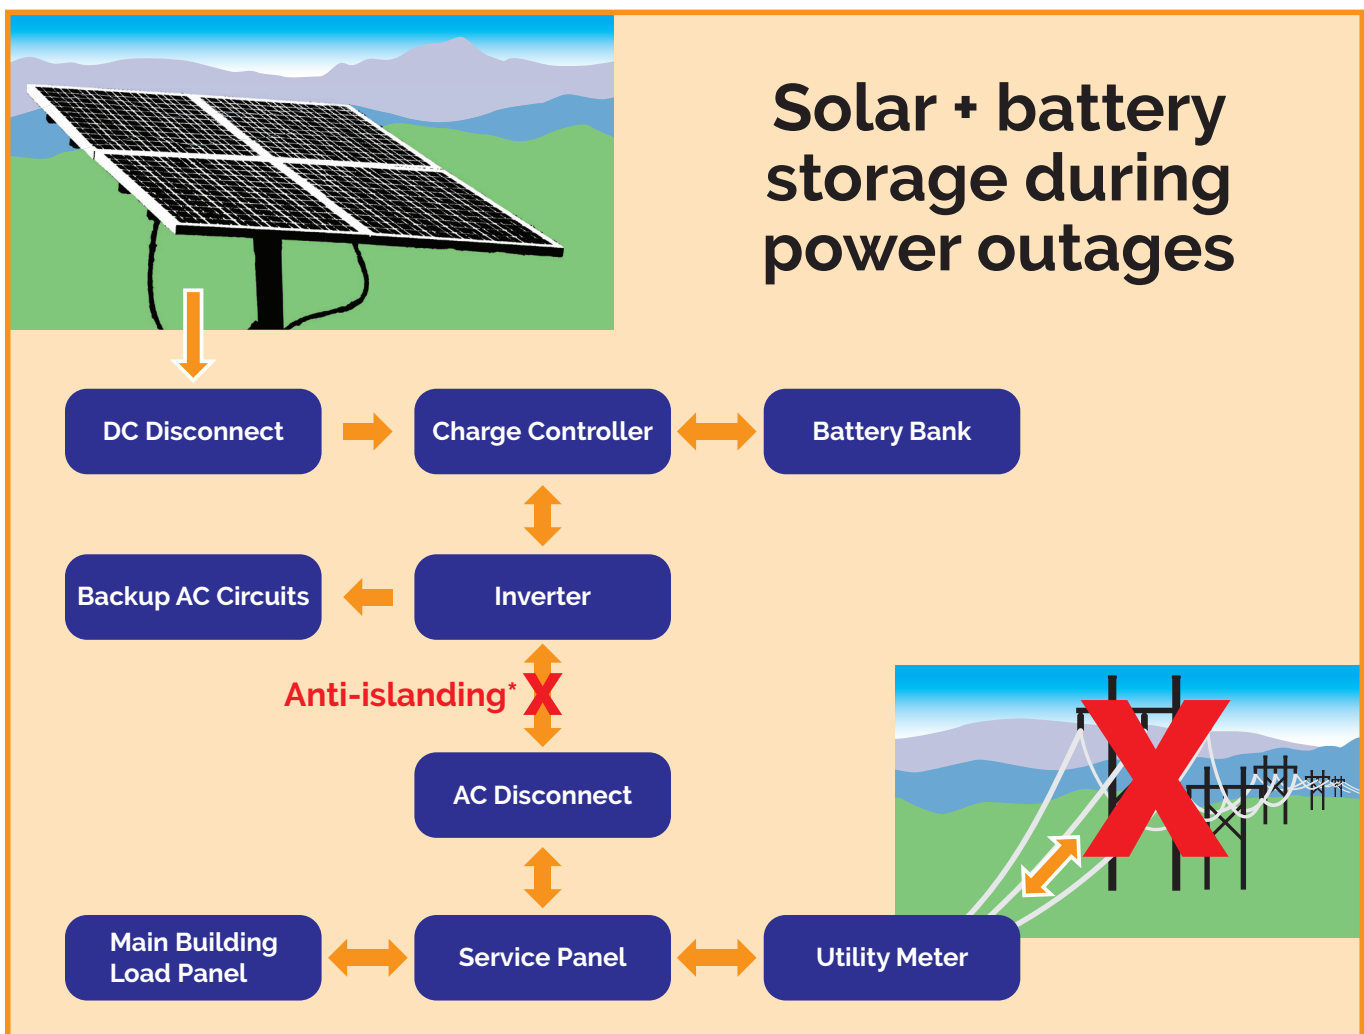 Solar + battery
storage during
power outages
DC Disconnect
Charge Controller
Battery Bank
Backup AC Circuits
Inverter
Anti-islanding*
X
AC Disconnect
X
Main Building
Load Panel
Service Panel
Utility Meter